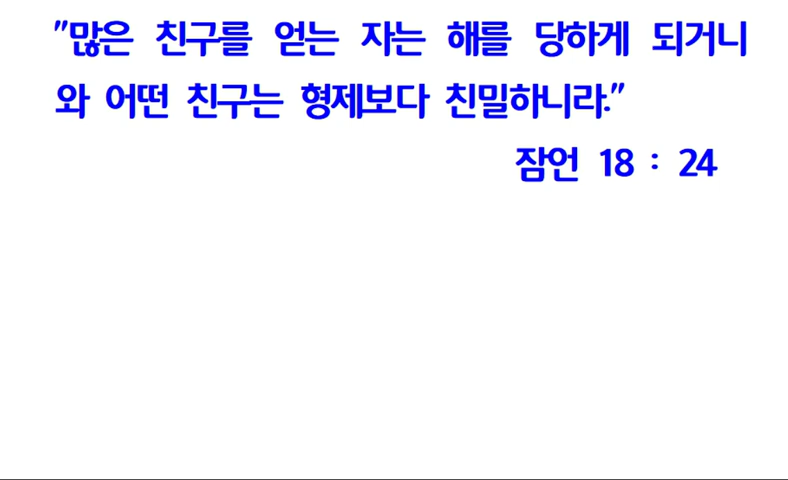 "많은 친구를 얻는 자는 해를 당하게 되거니
와 어떤 친구는 형제보다 친밀하니라."
잠언 18 : 24